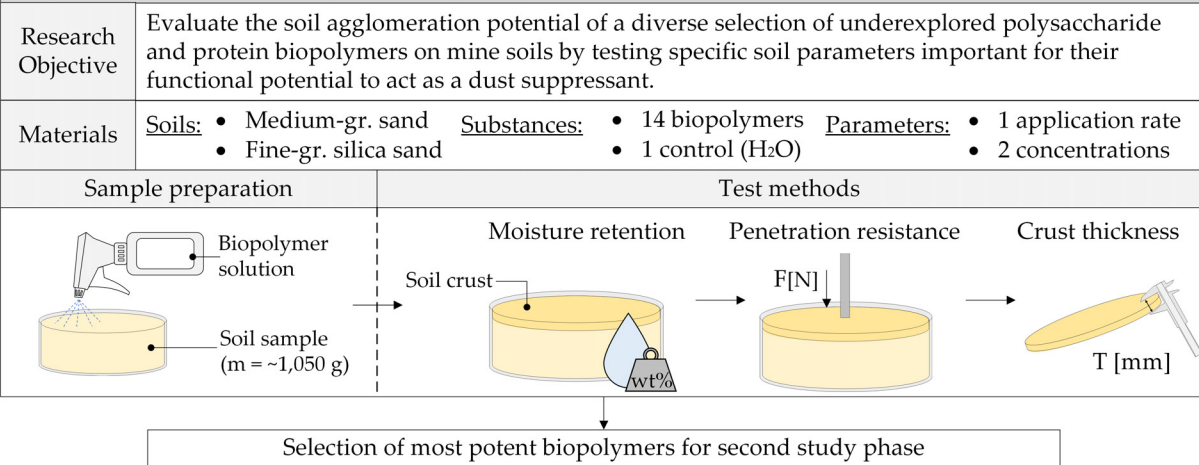 Research
Objective
Evaluate the soil agglomeration potential of a diverse selection of underexplored polysaccharide
and protein biopolymers on mine soils by testing specific soil parameters important for their
functional potential to act as a dust suppressant.
Materials
Soils: • Medium-gr. sand
• Fine-gr. silica sand
Substances: • 14 biopolymers
• 1 control (H₂O)
Parameters: • 1 application rate
• 2 concentrations
Sample preparation
Test methods
Biopolymer
solution
Soil sample
(m = ~1,050 g)
Moisture retention
Soil crust
wt%
Penetration resistance
F[N]
Crust thickness
T [mm]
Selection of most potent biopolymers for second study phase